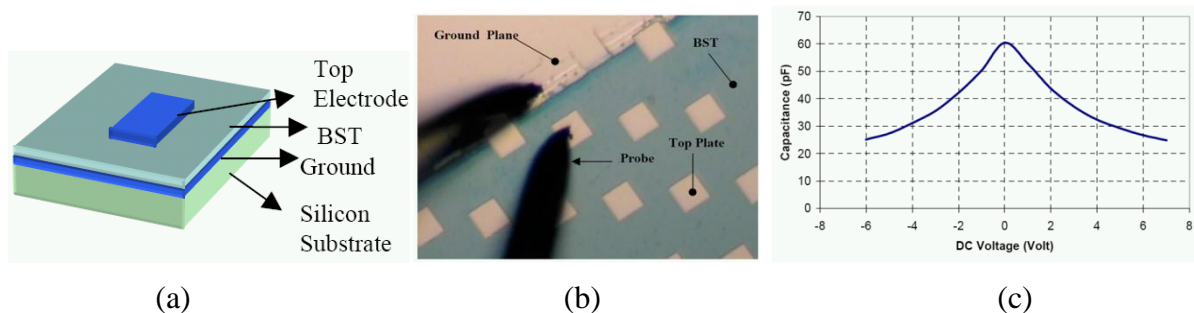 Top
Electrode
BST
Ground
Silicon
Substrate
(a)
Ground Plane
BST
Probe
Top Plate
(b)
Capacitance (pF)
70
60
50
40
30
20
10
0
-8 -6 -4 -2 0 2 4 6 8
DC Voltage (Volt)
(c)